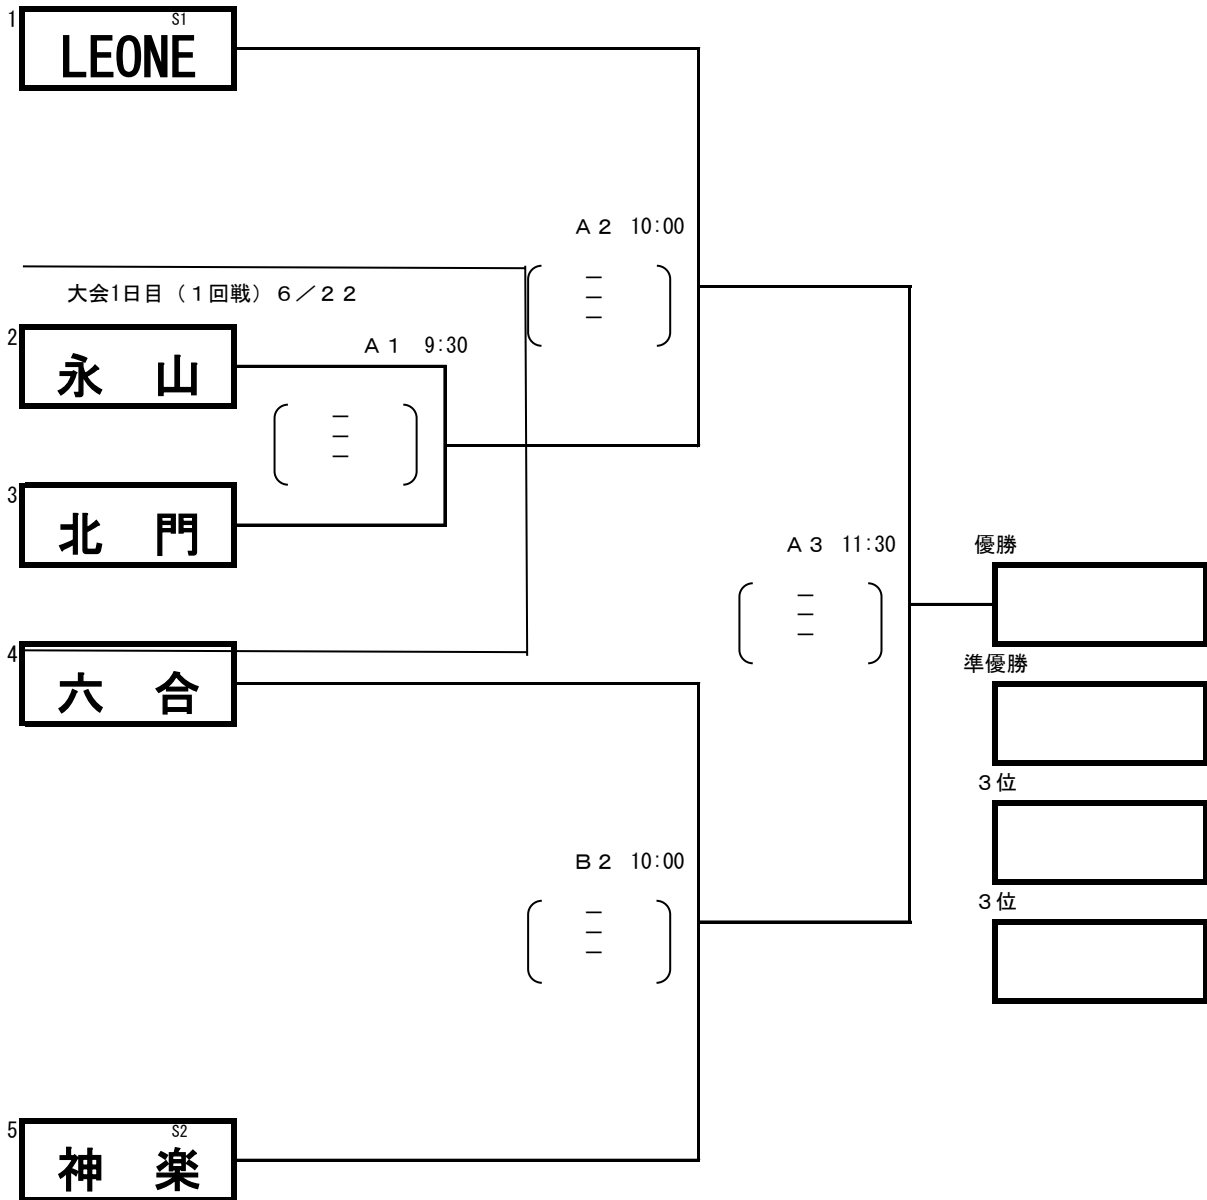 1
S1
LEONE
A2 10:00
－
－
－
大会1日目（１回戦）６／２２
2
永 山
A1 9:30
－
－
－
3
北 門
A3 11:30
－
－
－
優勝
準優勝
4
六 合
３位
B2 10:00
－
－
－
３位
5
S2
神 楽